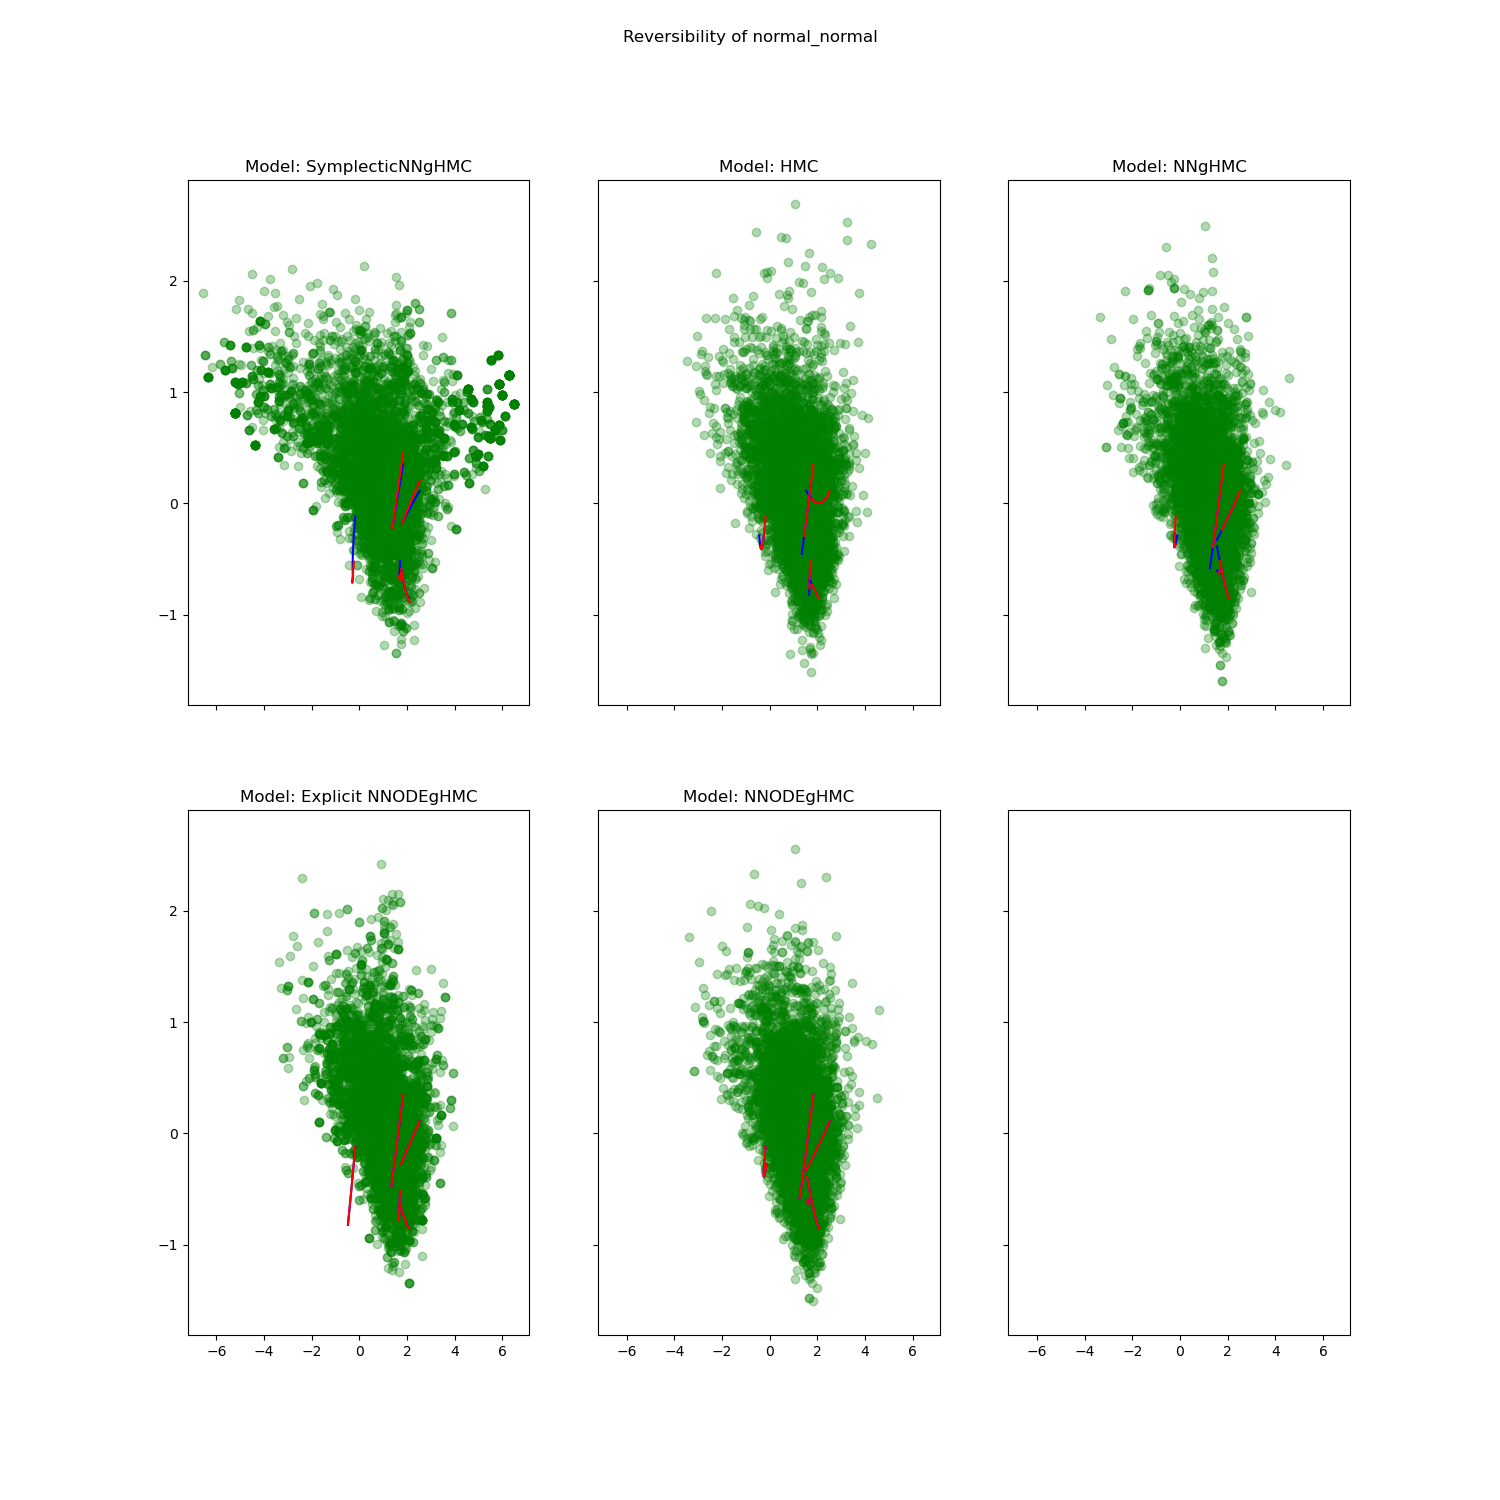 Reversibility of normal_normal
Model: SymplecticNNgHMC
Model: HMC
Model: NNgHMC
2
1
0
−1
Model: Explicit NNODEgHMC
Model: NNODEgHMC
2
1
0
−1
−6 −4 −2 0 2 4 6
−6 −4 −2 0 2 4 6
−6 −4 −2 0 2 4 6